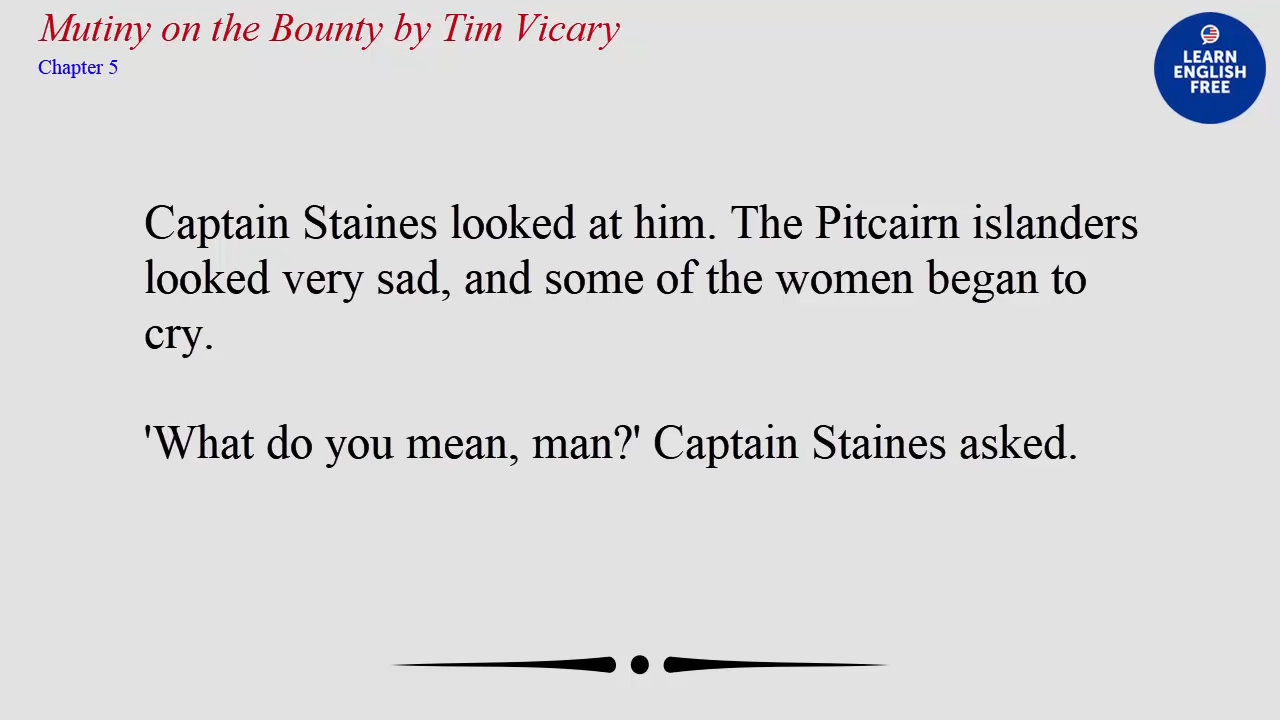 Mutiny on the Bounty by Tim Vicary
Chapter 5
LEARN
ENGLISH
FREE
Captain Staines looked at him. The Pitcairn islanders
looked very sad, and some of the women began to
cry.
'What do you mean, man?' Captain Staines asked.